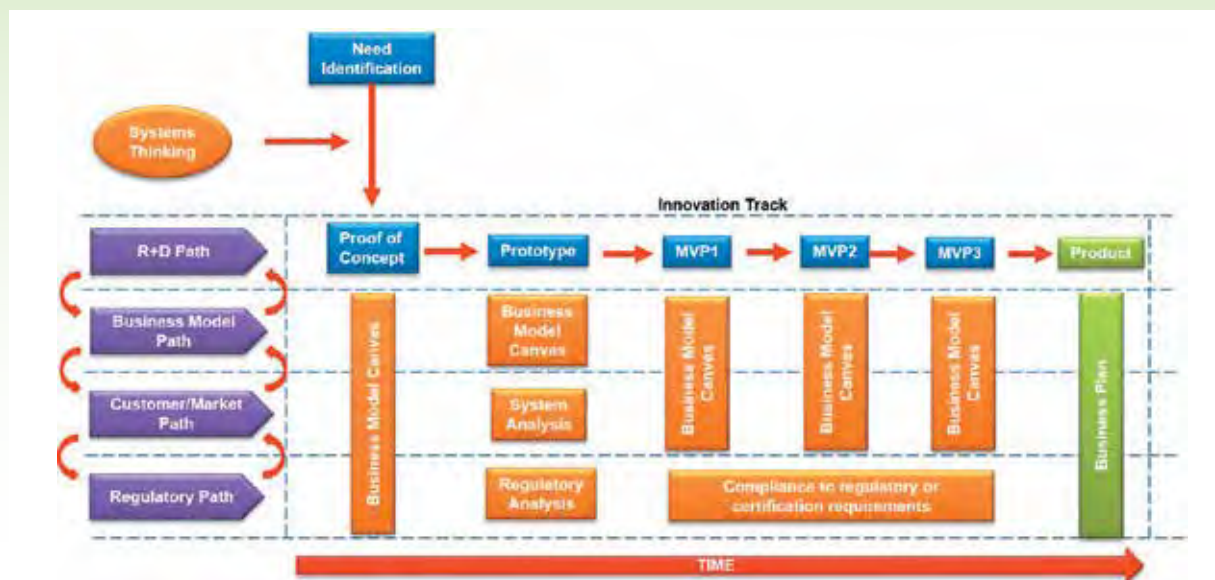 Need
Identification
Systems
Thinking
Innovation Track
R+D Path
Proof of
Concept
Prototype
MVP1
MVP2
MVP3
Product
Business Model
Path
Customer/Market
Path
Regulatory Path
Business Model Canvas
Business
Model
Canvas
System
Analysis
Regulatory
Analysis
Business Model
Canvas
Business Model
Canvas
Business Model
Canvas
Compliance to regulatory or
certification requirements
Business Plan
TIME